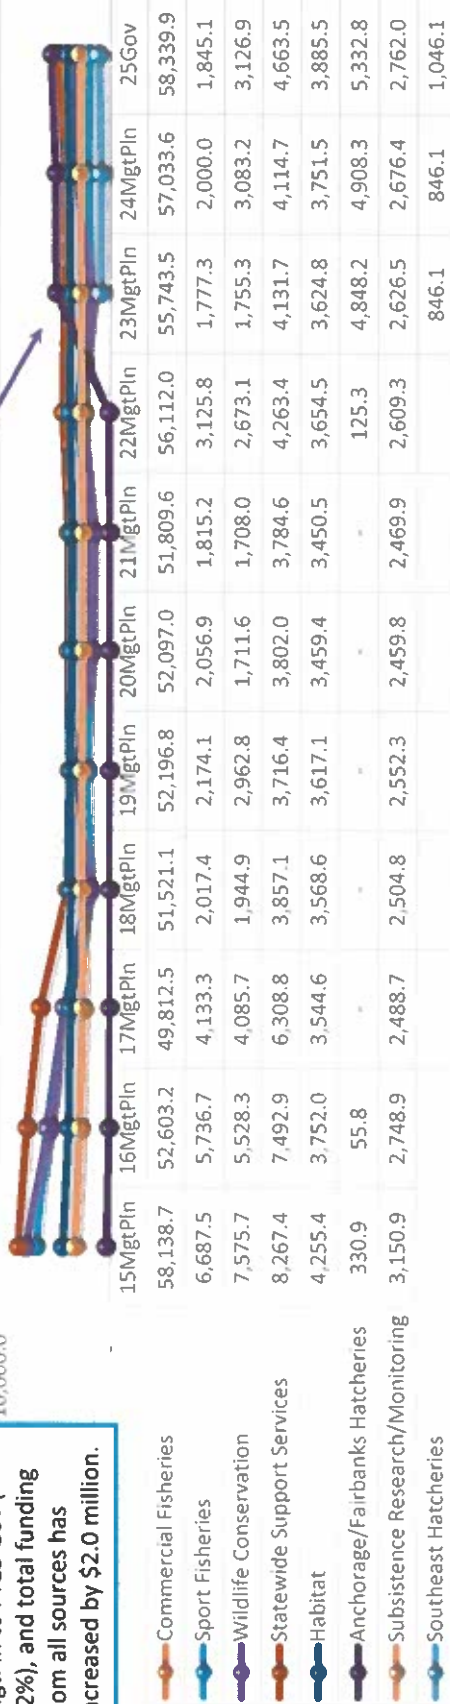 2%), and total funding
om all sources has
creased by $2.0 million.
-
15MgtPln 16MgtPln 17MgtPln 18MgtPln 19MgtPln 20MgtPln 21MgtPln 22MgtPln 23MgtPln 24MgtPln 25Gov
Commercial Fisheries 58,138.7 52,603.2 49,812.5 51,521.1 52,196.8 52,097.0 51,809.6 56,112.0 55,743.5 57,033.6 58,339.9
Sport Fisheries 6,687.5 5,736.7 4,133.3 2,017.4 2,174.1 2,056.9 1,815.2 3,125.8 1,777.3 2,000.0 1,845.1
Wildlife Conservation 7,575.7 5,528.3 4,085.7 1,944.9 2,962.8 1,711.6 1,708.0 2,673.1 1,755.3 3,083.2 3,126.9
Statewide Support Services 8,267.4 7,492.9 6,308.8 3,857.1 3,716.4 3,802.0 3,784.6 4,263.4 4,131.7 4,114.7 4,663.5
Habitat 4,255.4 3,752.0 3,544.6 3,568.6 3,617.1 3,459.4 3,450.5 3,654.5 3,624.8 3,751.5 3,885.5
Anchorage/Fairbanks Hatcheries 330.9 55.8 - - - - - 125.3 4,848.2 4,908.3 5,332.8
Subsistence Research/Monitoring 3,150.9 2,748.9 2,488.7 2,504.8 2,552.3 2,459.8 2,469.9 2,609.3 2,626.5 2,676.4 2,762.0
Southeast Hatcheries 846.1 846.1 1,046.1